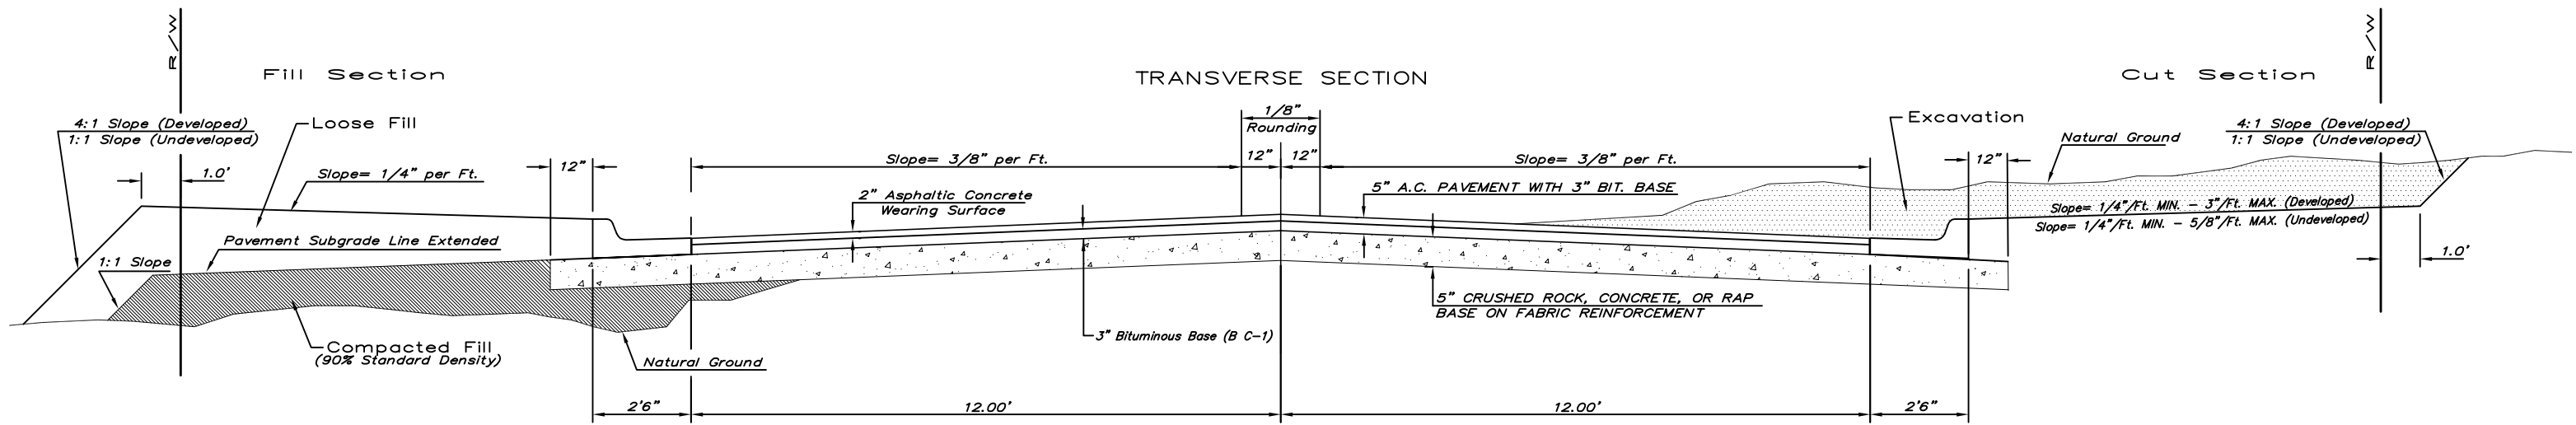 R/W
R/W
Fill Section
TRANSVERSE SECTION
Cut Section
4:1 Slope (Developed)
1:1 Slope (Undeveloped)
Loose Fill
1/8"
Rounding
Excavation
Natural Ground
4:1 Slope (Developed)
1:1 Slope (Undeveloped)
1.0'
Slope= 1/4" per Ft.
12"
Slope= 3/8" per Ft.
12"
12"
Slope= 3/8" per Ft.
12"
2" Asphaltic Concrete
Wearing Surface
5" A.C. PAVEMENT WITH 3" BIT. BASE
Slope= 1/4"/Ft. MIN. - 3"/Ft. MAX. (Developed)
Slope= 1/4"/Ft. MIN. - 5/8"/Ft. MAX. (Undeveloped)
Pavement Subgrade Line Extended
1:1 Slope
1.0'
5" CRUSHED ROCK, CONCRETE, OR RAP
BASE ON FABRIC REINFORCEMENT
3" Bituminous Base (B C-1)
Compacted Fill
(90% Standard Density)
Natural Ground
2'6"
12.00'
12.00'
2'6"